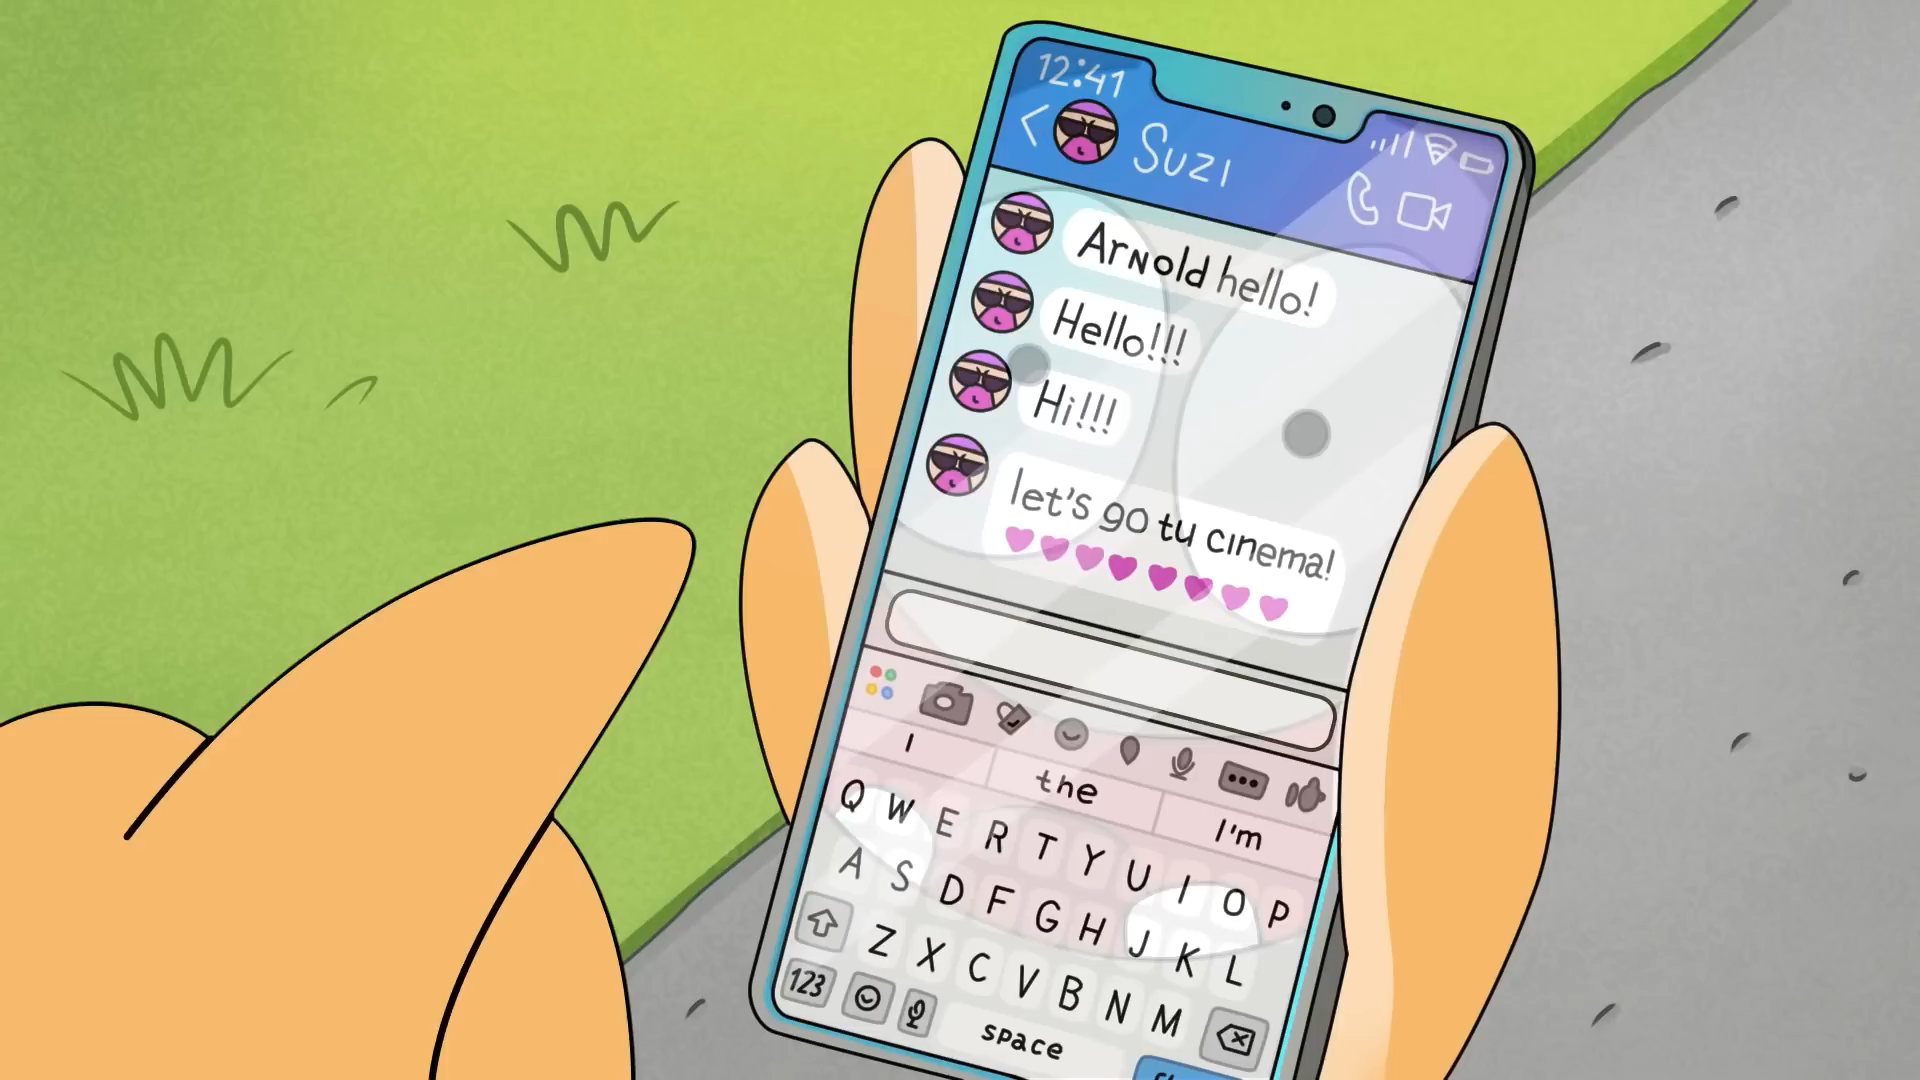 12:41
Suzi
Arnold hello!
Hello!!!
Hi!!!
let's go tu cinema!
I the I'm
Q W E R T Y U I O P
A S D F G H J K L
Z X C V B N M
123 space